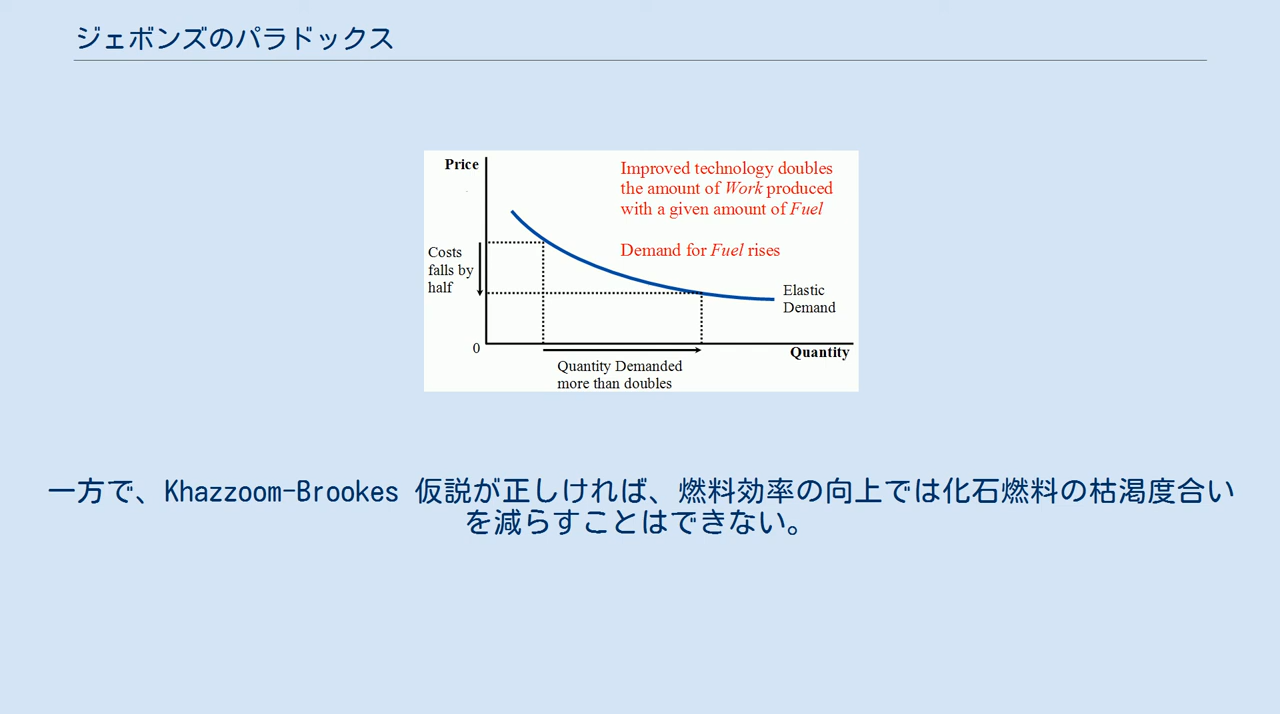 ジェボンズのパラドックス
Price
Improved technology doubles
the amount of Work produced
with a given amount of Fuel
Demand for Fuel rises
Costs
falls by
half
Elastic
Demand
0
Quantity
Quantity Demanded
more than doubles
一方で、Khazzoom-Brookes 仮説が正しければ、燃料効率の向上では化石燃料の枯渇度合い
を減らすことはできない。